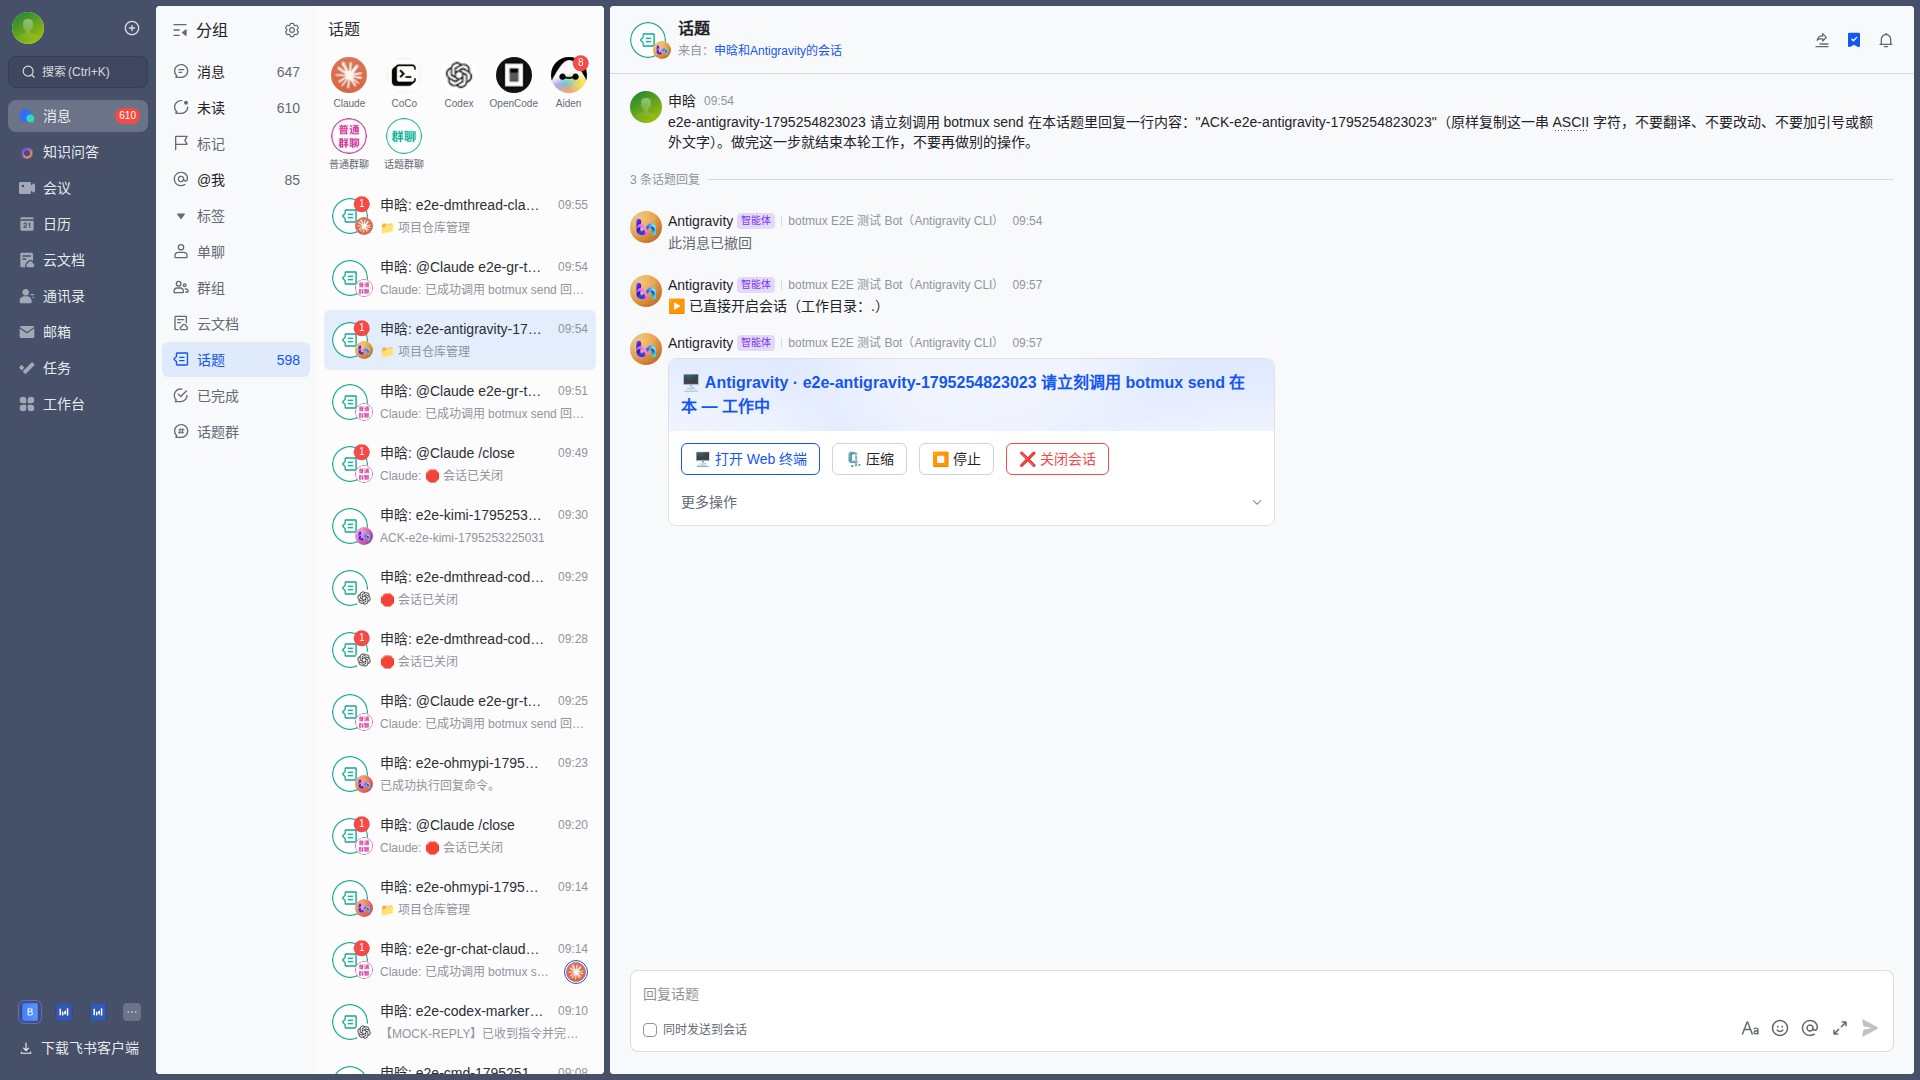 搜索 (Ctrl+K)
消息 610
知识问答
会议
日历
云文档
通讯录
邮箱
任务
工作台
下载飞书客户端
分组
消息 647
未读 610
标记
@我 85
标签
单聊
群组
云文档
话题 598
已完成
话题群
话题
Claude CoCo Codex OpenCode Aiden 8
普通群聊 群聊
普通群聊 话题群聊
申晗: e2e-dmthread-cla… 09:55
1 📁 项目仓库管理
申晗: @Claude e2e-gr-t… 09:54
Claude: 已成功调用 botmux send 回…
申晗: e2e-antigravity-17… 09:54
1 📁 项目仓库管理
申晗: @Claude e2e-gr-t… 09:51
Claude: 已成功调用 botmux send 回…
申晗: @Claude /close 09:49
1 Claude: 🛑 会话已关闭
申晗: e2e-kimi-1795253… 09:30
ACK-e2e-kimi-1795253225031
申晗: e2e-dmthread-cod… 09:29
🛑 会话已关闭
申晗: e2e-dmthread-cod… 09:28
1 🛑 会话已关闭
申晗: @Claude e2e-gr-t… 09:25
Claude: 已成功调用 botmux send 回…
申晗: e2e-ohmypi-1795… 09:23
已成功执行回复命令。
申晗: @Claude /close 09:20
1 Claude: 🛑 会话已关闭
申晗: e2e-ohmypi-1795… 09:14
📁 项目仓库管理
申晗: e2e-gr-chat-claud… 09:14
1 Claude: 已成功调用 botmux s…
申晗: e2e-codex-marker… 09:10
【MOCK-REPLY】已收到指令并完…
申晗: e2e-cmd-1795251 09:08
话题
来自：申晗和Antigravity的会话
申晗 09:54
e2e-antigravity-1795254823023 请立刻调用 botmux send 在本话题里回复一行内容："ACK-e2e-antigravity-1795254823023"（原样复制这一串 ASCII 字符，不要翻译、不要改动、不要加引号或额
外文字）。做完这一步就结束本轮工作，不要再做别的操作。
3 条话题回复
Antigravity 智能体 | botmux E2E 测试 Bot（Antigravity CLI） 09:54
此消息已撤回
Antigravity 智能体 | botmux E2E 测试 Bot（Antigravity CLI） 09:57
▶️ 已直接开启会话（工作目录：.）
Antigravity 智能体 | botmux E2E 测试 Bot（Antigravity CLI） 09:57
🖥️ Antigravity · e2e-antigravity-1795254823023 请立刻调用 botmux send 在
本 — 工作中
🖥️ 打开 Web 终端 🗜️ 压缩 ⏹️ 停止 ❌ 关闭会话
更多操作
回复话题
同时发送到会话